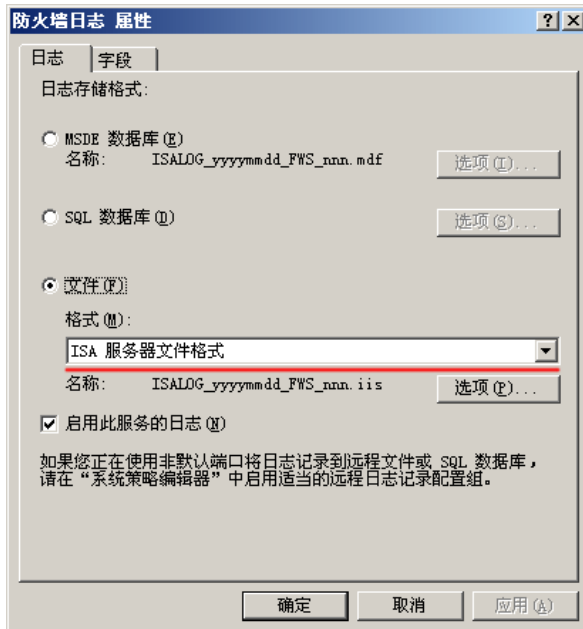 防火墙日志 属性
日志
字段
日志存储格式:
MSDE 数据库(E)
名称: ISALOG_yyyymmdd_FWS_nnn.mdf
选项(I)...
SQL 数据库(D)
选项(S)...
文件(F)
格式(M):
ISA 服务器文件格式
名称: ISALOG_yyyymmdd_FWS_nnn.iis
选项(P)...
启用此服务的日志(N)
如果您正在使用非默认端口将日志记录到远程文件或 SQL 数据库，
请在“系统策略编辑器”中启用适当的远程日志记录配置组。
确定
取消
应用(A)